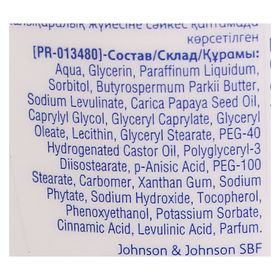 халықаралық жүйесіне сәйкес қаптамада
көрсетілген
[PR-013480]-Состав/Склад/Құрамы:
Aqua, Glycerin, Paraffinum Liquidum,
Sorbitol, Butyrospermum Parkii Butter,
Sodium Levulinate, Carica Papaya Seed Oil,
Caprylyl Glycol, Glyceryl Caprylate, Glyceryl
Oleate, Lecithin, Glyceryl Stearate, PEG-40
Hydrogenated Castor Oil, Polyglyceryl-3
Diisostearate, p-Anisic Acid, PEG-100
Stearate, Carbomer, Xanthan Gum, Sodium
Phytate, Sodium Hydroxide, Tocopherol,
Phenoxyethanol, Potassium Sorbate,
Cinnamic Acid, Levulinic Acid, Parfum.
Johnson & Johnson SBF